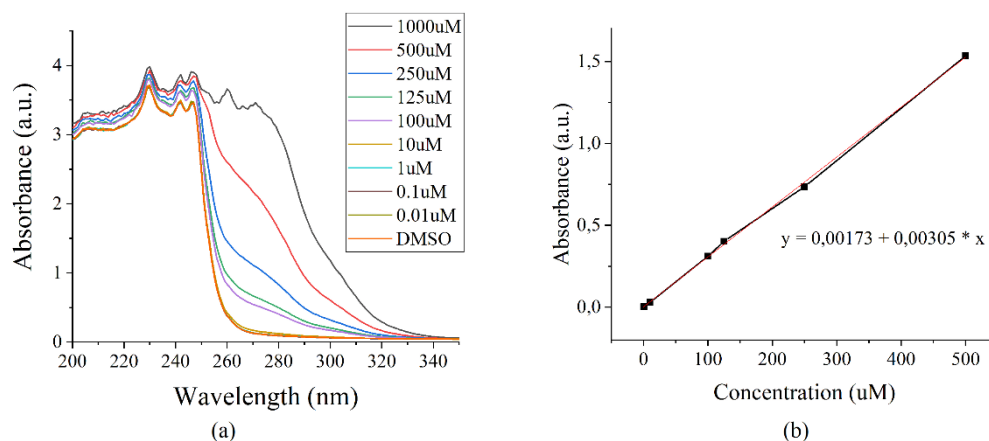 (a)
1000uM
500uM
250uM
125uM
100uM
10uM
1uM
0.1uM
0.01uM
DMSO
Absorbance (a.u.)
4
3
2
1
0
200 220 240 260 280 300 320 340
Wavelength (nm)
(a)
b)
Absorbance (a.u.)
1,5
1,0
0,5
0,0
y = 0,00173 + 0,00305 * x
0 100 200 300 400 500
Concentration (uM)
(b)